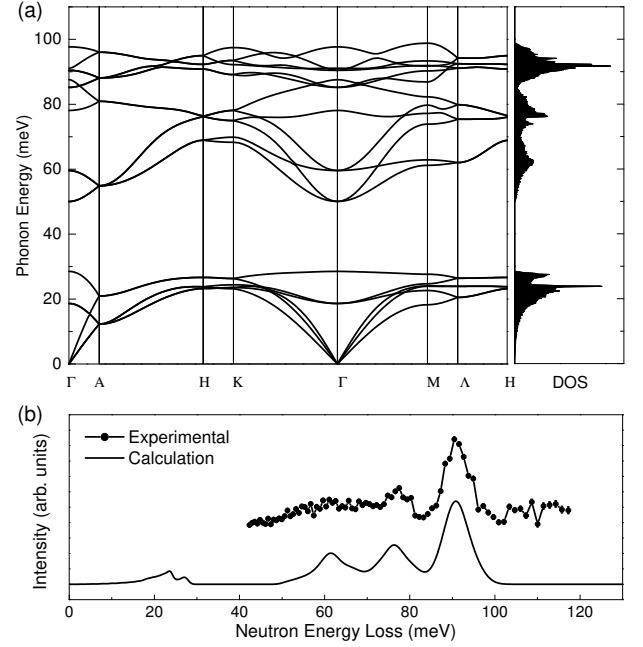 (a)
100
80
60
40
20
0
Phonon Energy (meV)
Γ A H K Γ M Λ H DOS
(b)
Experimental
Calculation
Intensity (arb. units)
0 20 40 60 80 100 120
Neutron Energy Loss (meV)